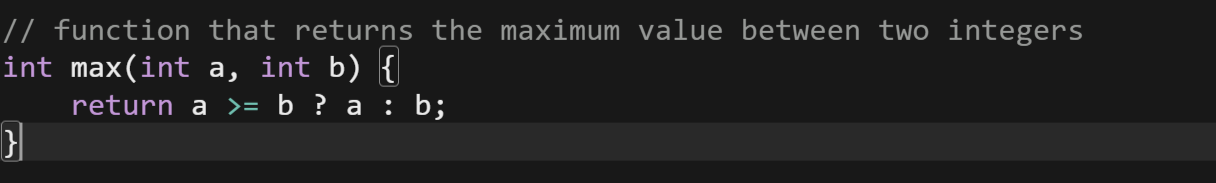 // function that returns the maximum value between two integers
int max(int a, int b) {
    return a >= b ? a : b;
}